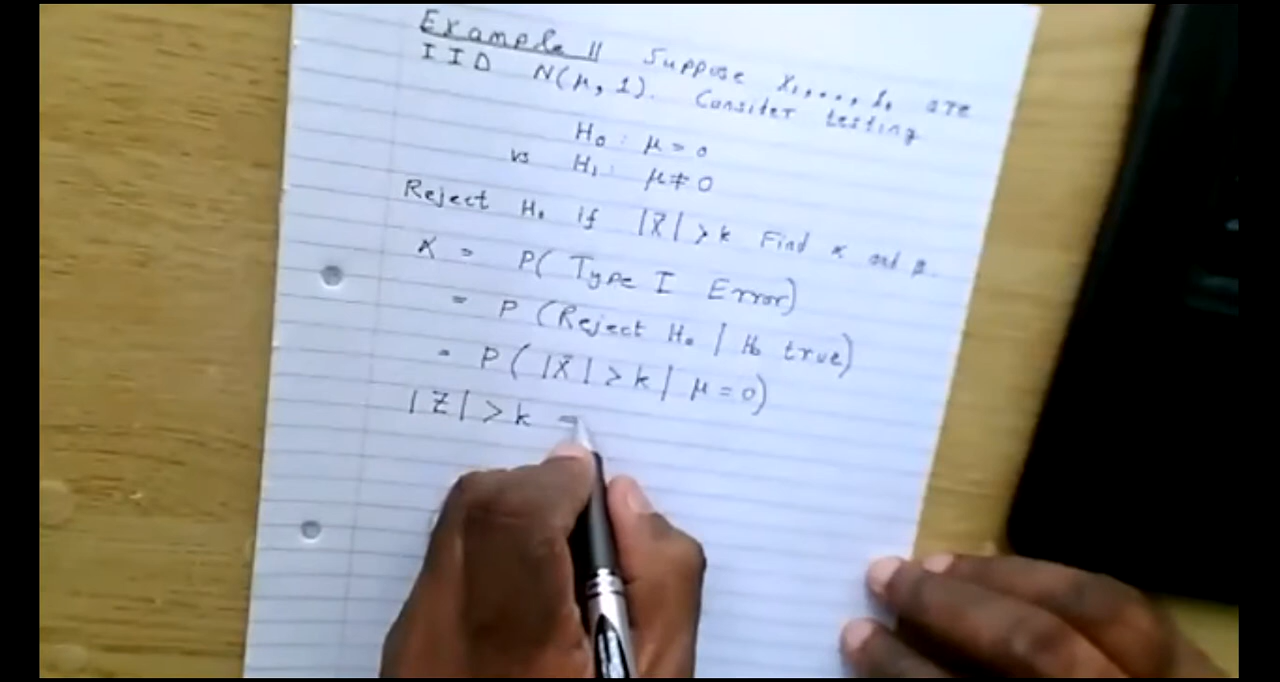 Example 11 Suppose X₁, ..., Xₙ are
IID N(μ, 1). Consider testing
H₀ : μ = 0
vs H₁ : μ ≠ 0
Reject H₀ if |X̄| > k Find α and β.
α = P( Type I Error)
= P (Reject H₀ | H₀ true)
= P ( |X̄| > k | μ = 0)
|Z| > k =